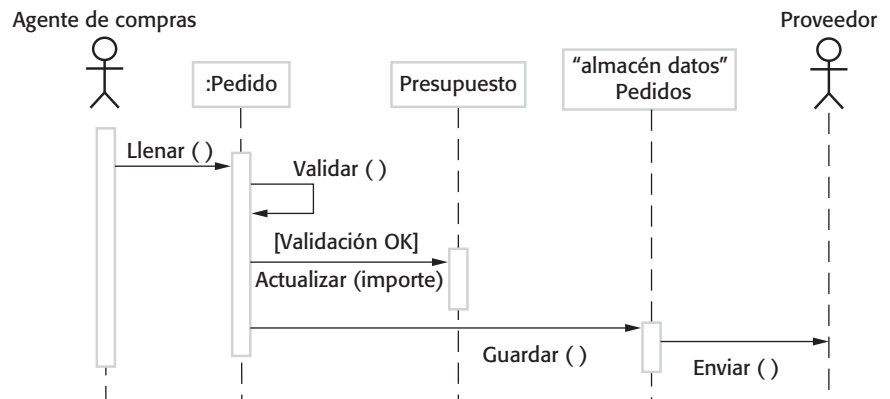 Agente de compras
Proveedor
:Pedido
Presupuesto
“almacén datos”
Pedidos
Llenar ( )
Validar ( )
[Validación OK]
Actualizar (importe)
Guardar ( )
Enviar ( )